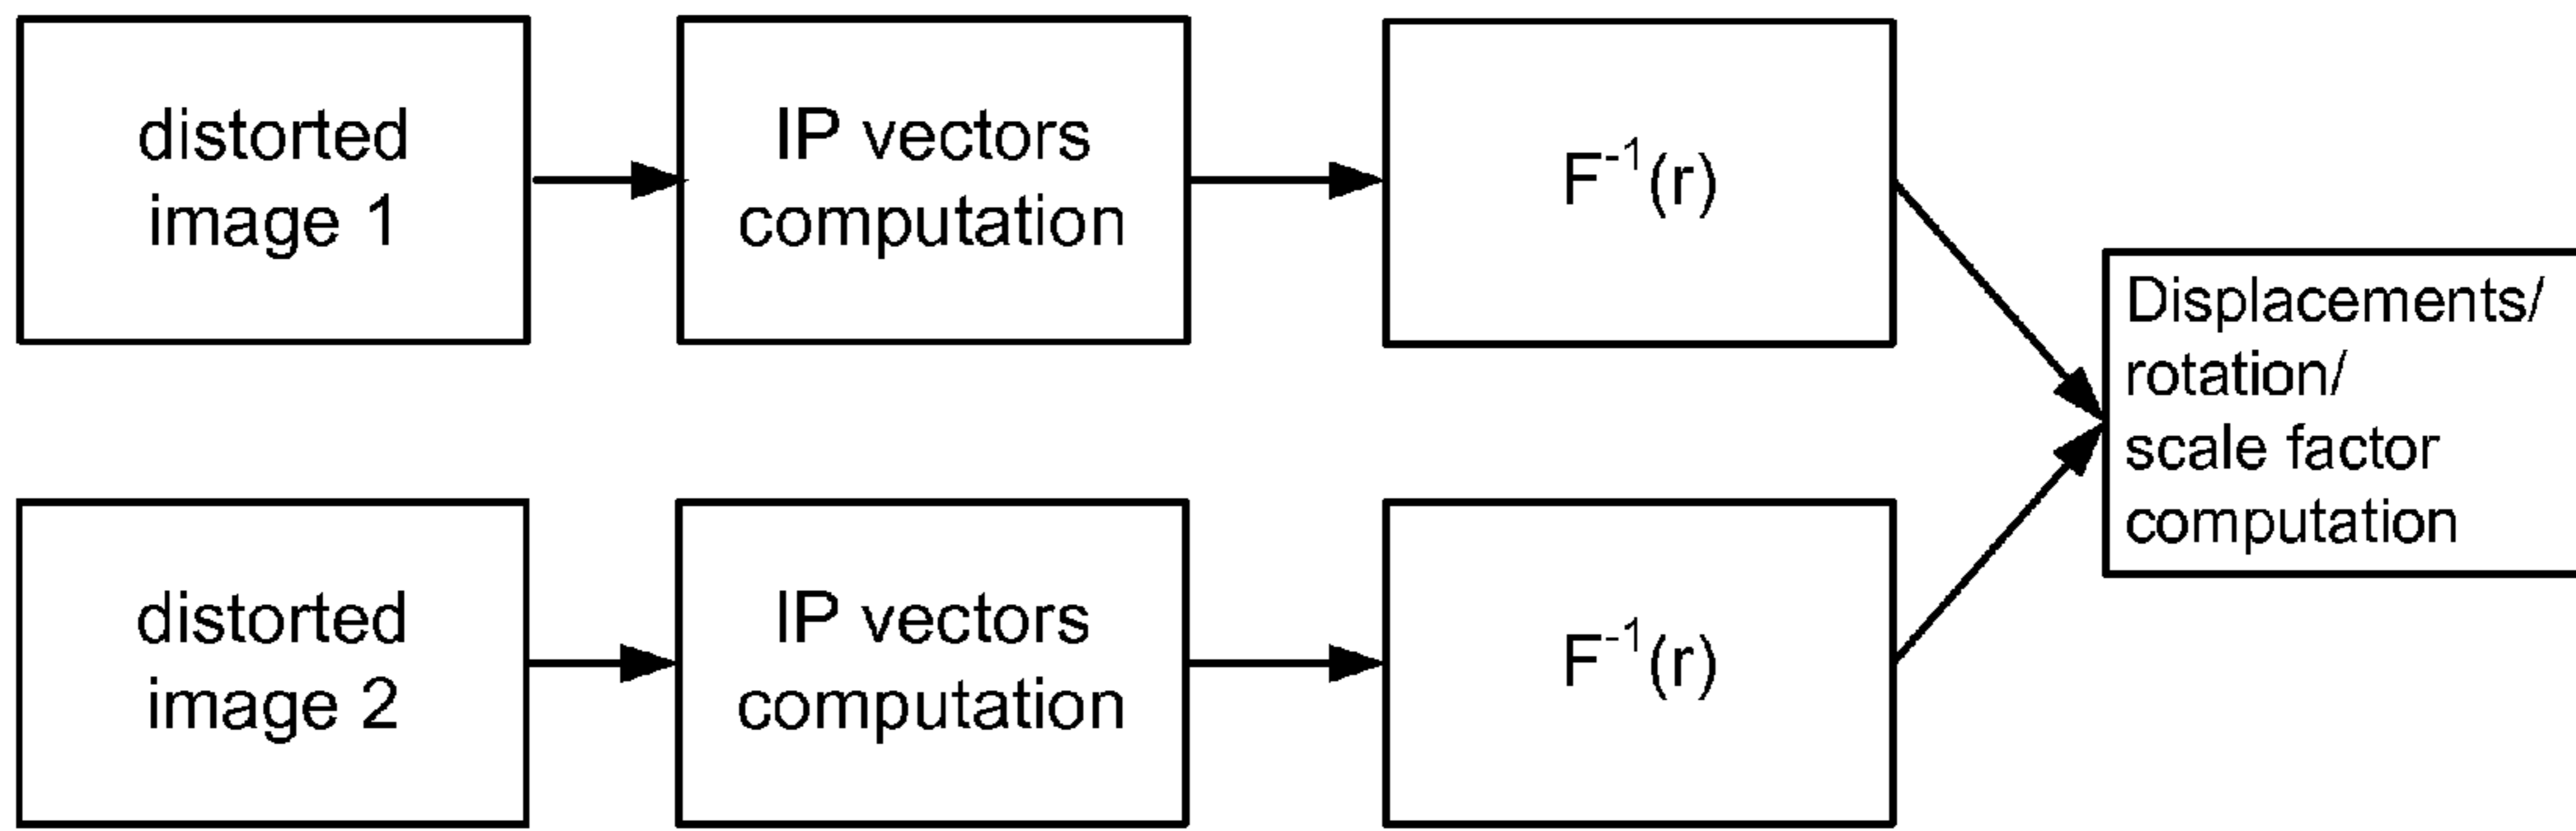 distorted
image 1
IP vectors
computation
F⁻¹(r)
Displacements/
rotation/
scale factor
computation
distorted
image 2
IP vectors
computation
F⁻¹(r)